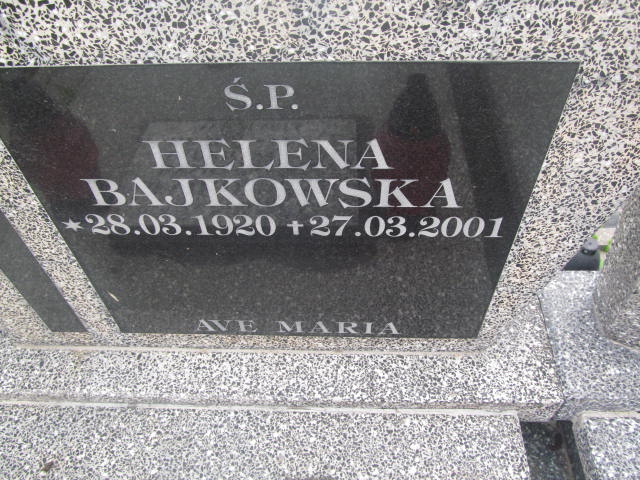 Ś.P.
HELENA
BAJKOWSKA
*28.03.1920 +27.03.2001
AVE MARIA